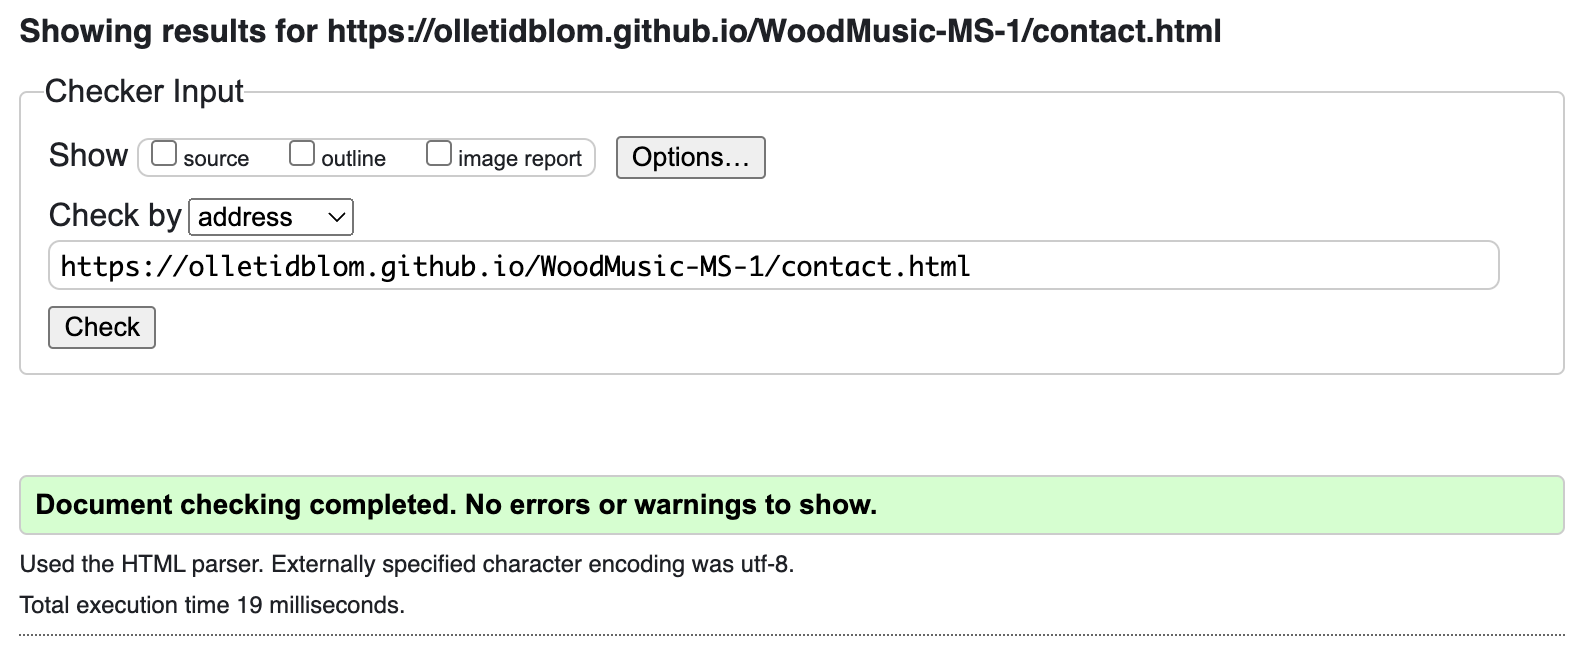 Showing results for https://olletidblom.github.io/WoodMusic-MS-1/contact.html
Checker Input
Show source outline image report Options...
Check by address
https://olletidblom.github.io/WoodMusic-MS-1/contact.html
Check
Document checking completed. No errors or warnings to show.
Used the HTML parser. Externally specified character encoding was utf-8.
Total execution time 19 milliseconds.